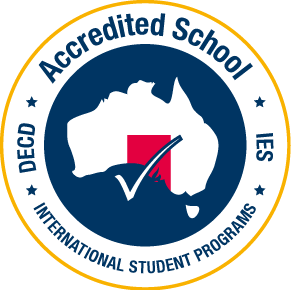 Accredited School
DECD
IES
INTERNATIONAL STUDENT PROGRAMS